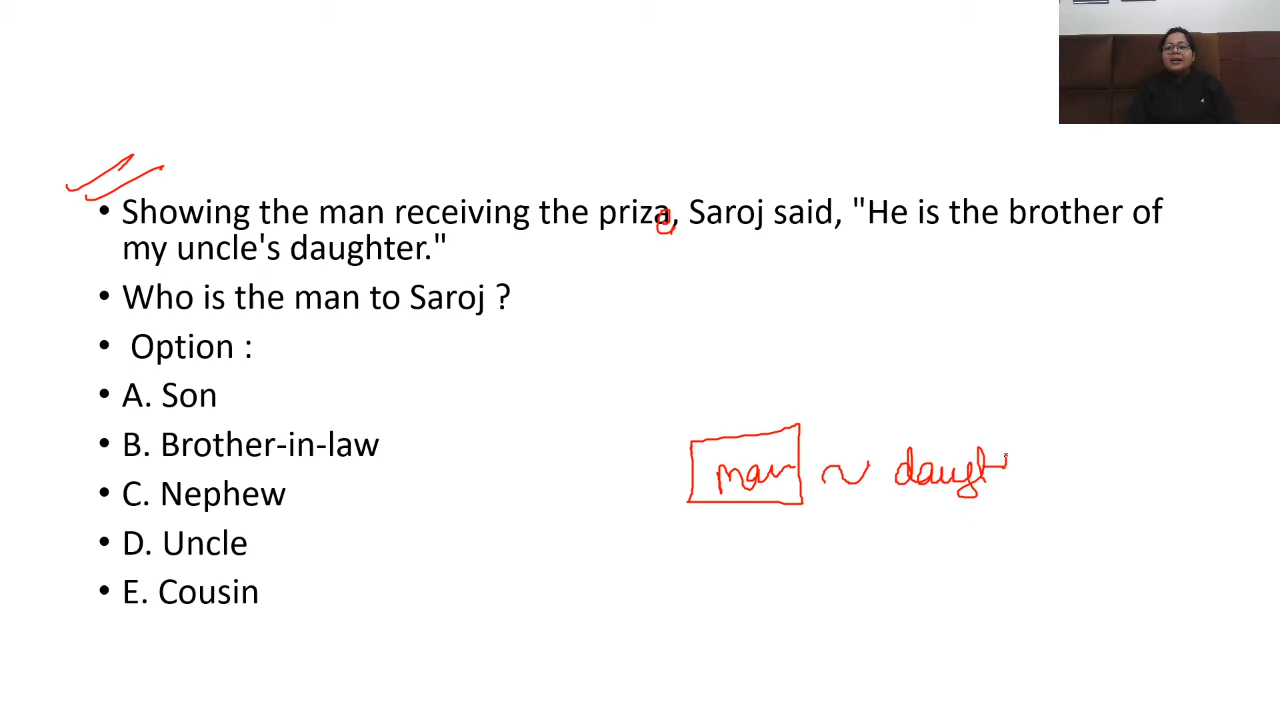 • Showing the man receiving the priza, Saroj said, "He is the brother of
my uncle's daughter."
• Who is the man to Saroj ?
• Option :
• A. Son
• B. Brother-in-law
• C. Nephew
• D. Uncle
• E. Cousin
e
man ~ daught